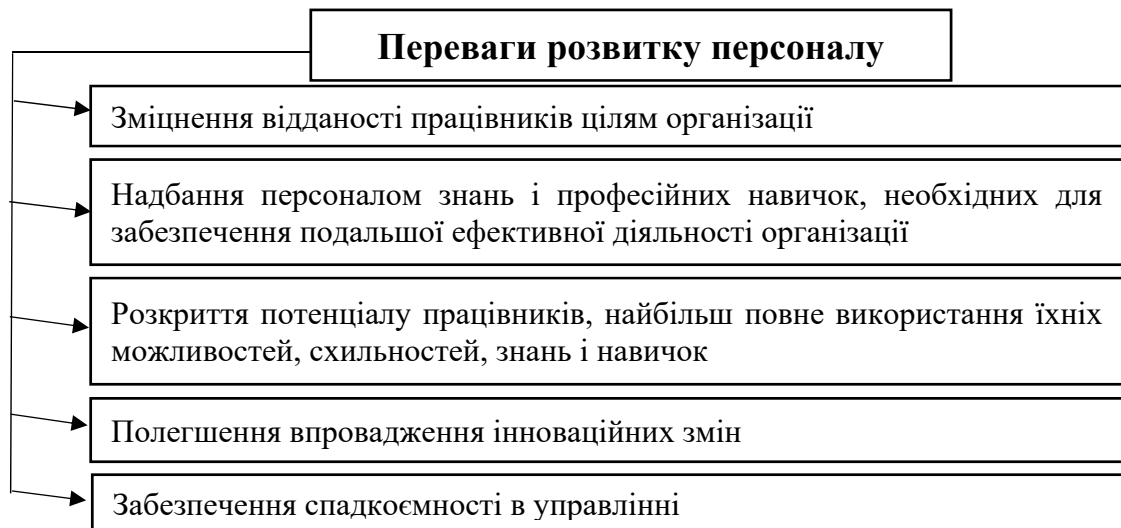 Переваги розвитку персоналу
Зміцнення відданості працівників цілям організації
Надбання персоналом знань і професійних навичок, необхідних для
забезпечення подальшої ефективної діяльності організації
Розкриття потенціалу працівників, найбільш повне використання їхніх
можливостей, схильностей, знань і навичок
Полегшення впровадження інноваційних змін
Забезпечення спадкоємності в управлінні